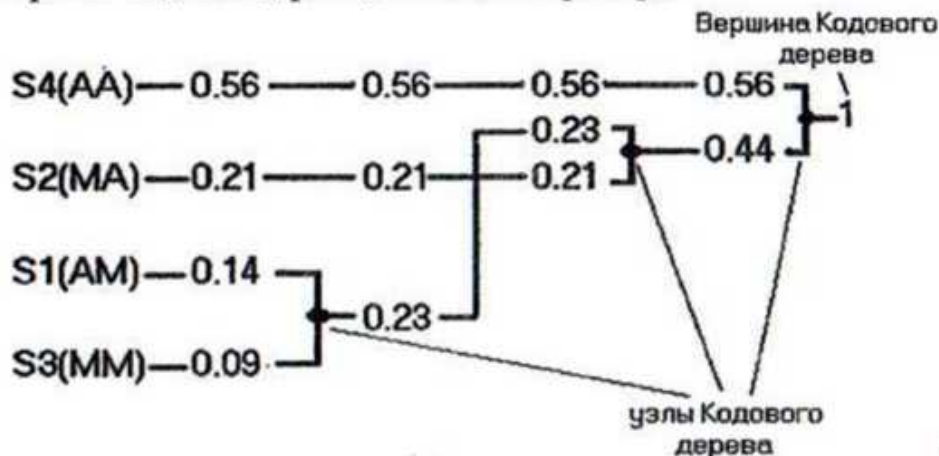 Вершина Кодового
дерева
S4(AA) 0.56 0.56 0.56 0.56
1
0.23
0.44
S2(MA) 0.21 0.21 0.21
S1(AM) 0.14
0.23
S3(MM) 0.09
узлы Кодового
дерева